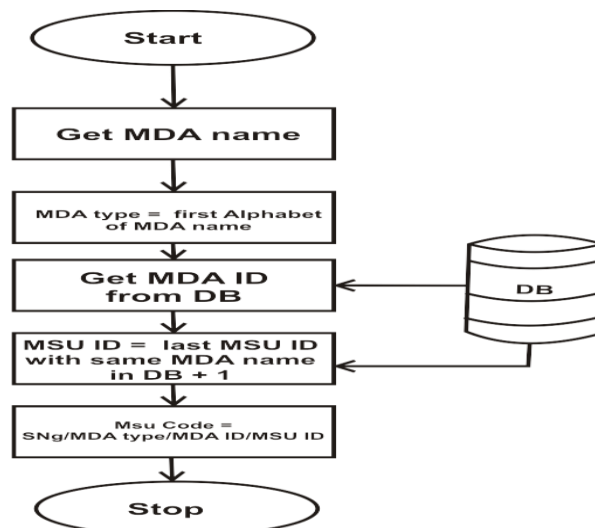 Start
Get MDA name
MDA type =  first Alphabet
of MDA name
Get MDA ID
from DB
DB
MSU ID =  last MSU ID
with same MDA name
in DB + 1
Msu Code =
SNg/MDA type/MDA ID/MSU ID
Stop